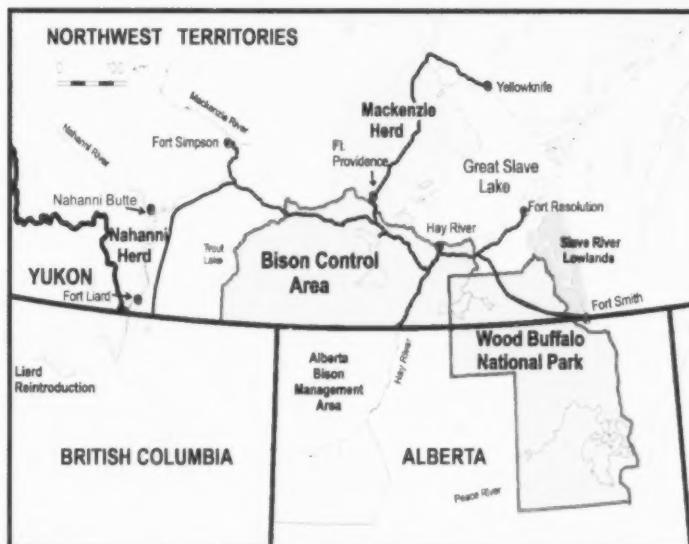 NORTHWEST TERRITORIES
Mackenzie River
Nahanni River
Fort Simpson
Mackenzie
Herd
Yellowknife
Ft.
Providence
Great Slave
Lake
Nahanni Butte
Nahanni
Herd
Hay River
Fort Resolution
Slave River
Lowlands
YUKON
Trout
Lake
Bison Control
Area
Fort Liard
Fort Smith
Wood Buffalo
National Park
Liard
Reintroduction
Alberta
Bison
Management
Area
Hay River
BRITISH COLUMBIA
ALBERTA
Peace River